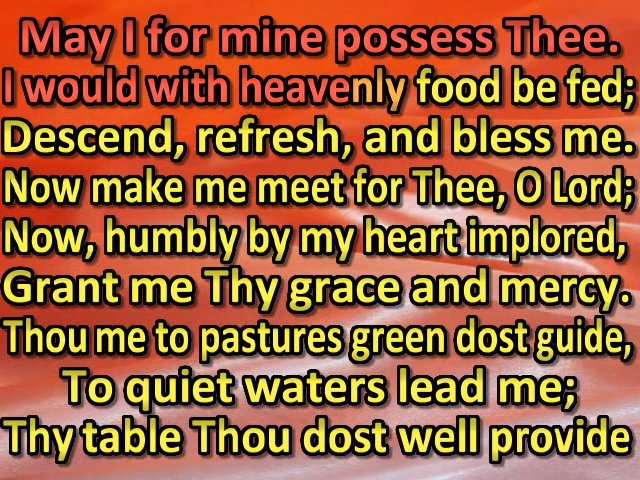 May I for mine possess Thee.
I would with heavenly food be fed;
Descend, refresh, and bless me.
Now make me meet for Thee, O Lord;
Now, humbly by my heart implored,
Grant me Thy grace and mercy.
Thou me to pastures green dost guide,
To quiet waters lead me;
Thy table Thou dost well provide